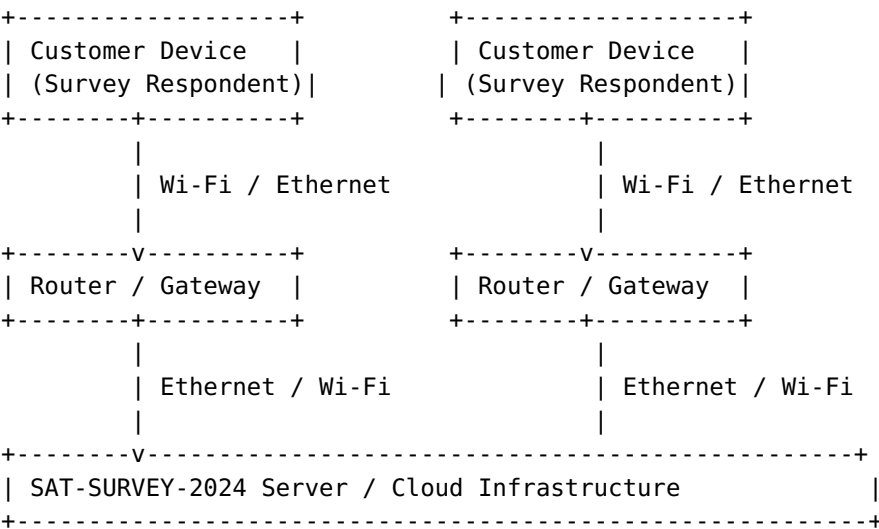 +-------------------+          +-------------------+
| Customer Device   |          | Customer Device   |
| (Survey Respondent)|        | (Survey Respondent)|
+--------+----------+          +--------+----------+
         |                              |
         | Wi-Fi / Ethernet             | Wi-Fi / Ethernet
         |                              |
+--------v----------+          +--------v----------+
| Router / Gateway  |          | Router / Gateway  |
+--------+----------+          +--------+----------+
         |                              |
         | Ethernet / Wi-Fi             | Ethernet / Wi-Fi
         |                              |
+--------v-----------------------------------------------+
| SAT-SURVEY-2024 Server / Cloud Infrastructure           |
+---------------------------------------------------------+